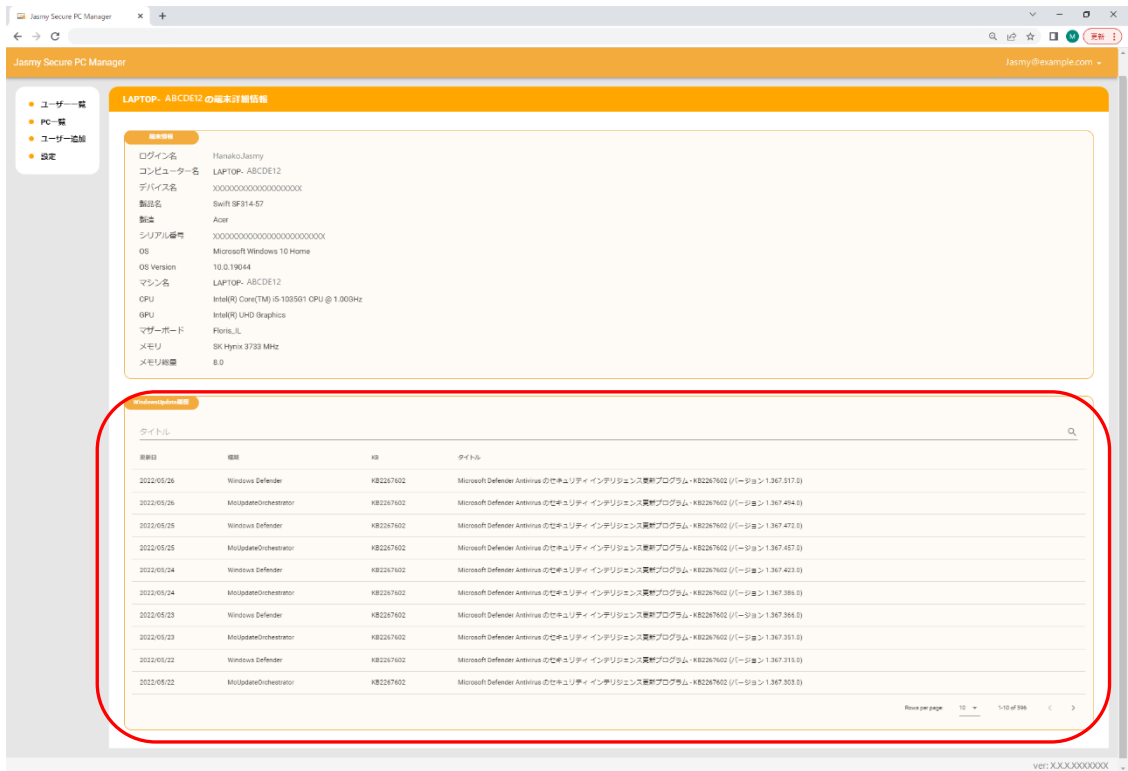 Jasmy Secure PC Manager
M
更新
Jasmy Secure PC Manager
Jasmy@example.com
ユーザー一覧
PC一覧
ユーザー追加
設定
LAPTOP- ABCDE12 の端末詳細情報
端末情報
ログイン名 HanakoJasmy
コンピューター名 LAPTOP- ABCDE12
デバイス名 XXXXXXXXXXXXXXXXXXX
製品名 Swift SF314-57
製造 Acer
シリアル番号 XXXXXXXXXXXXXXXXXXXXXXXX
OS Microsoft Windows 10 Home
OS Version 10.0.19044
マシン名 LAPTOP- ABCDE12
CPU Intel(R) Core(TM) i5-1035G1 CPU @ 1.00GHz
GPU Intel(R) UHD Graphics
マザーボード Floris_IL
メモリ SK Hynix 3733 MHz
メモリ総量 8.0
WindowsUpdate履歴
タイトル
更新日 種類 KB タイトル
2022/05/26 Windows Defender KB2267602 Microsoft Defender Antivirus のセキュリティ インテリジェンス更新プログラム - KB2267602 (バージョン 1.367.517.0)
2022/05/26 MoUpdateOrchestrator KB2267602 Microsoft Defender Antivirus のセキュリティ インテリジェンス更新プログラム - KB2267602 (バージョン 1.367.494.0)
2022/05/25 Windows Defender KB2267602 Microsoft Defender Antivirus のセキュリティ インテリジェンス更新プログラム - KB2267602 (バージョン 1.367.472.0)
2022/05/25 MoUpdateOrchestrator KB2267602 Microsoft Defender Antivirus のセキュリティ インテリジェンス更新プログラム - KB2267602 (バージョン 1.367.457.0)
2022/05/24 Windows Defender KB2267602 Microsoft Defender Antivirus のセキュリティ インテリジェンス更新プログラム - KB2267602 (バージョン 1.367.423.0)
2022/05/24 MoUpdateOrchestrator KB2267602 Microsoft Defender Antivirus のセキュリティ インテリジェンス更新プログラム - KB2267602 (バージョン 1.367.386.0)
2022/05/23 Windows Defender KB2267602 Microsoft Defender Antivirus のセキュリティ インテリジェンス更新プログラム - KB2267602 (バージョン 1.367.366.0)
2022/05/23 MoUpdateOrchestrator KB2267602 Microsoft Defender Antivirus のセキュリティ インテリジェンス更新プログラム - KB2267602 (バージョン 1.367.351.0)
2022/05/22 Windows Defender KB2267602 Microsoft Defender Antivirus のセキュリティ インテリジェンス更新プログラム - KB2267602 (バージョン 1.367.319.0)
2022/05/22 MoUpdateOrchestrator KB2267602 Microsoft Defender Antivirus のセキュリティ インテリジェンス更新プログラム - KB2267602 (バージョン 1.367.303.0)
Rows per page: 10 1-10 of 596
ver: X.X.X.XXXXXXX